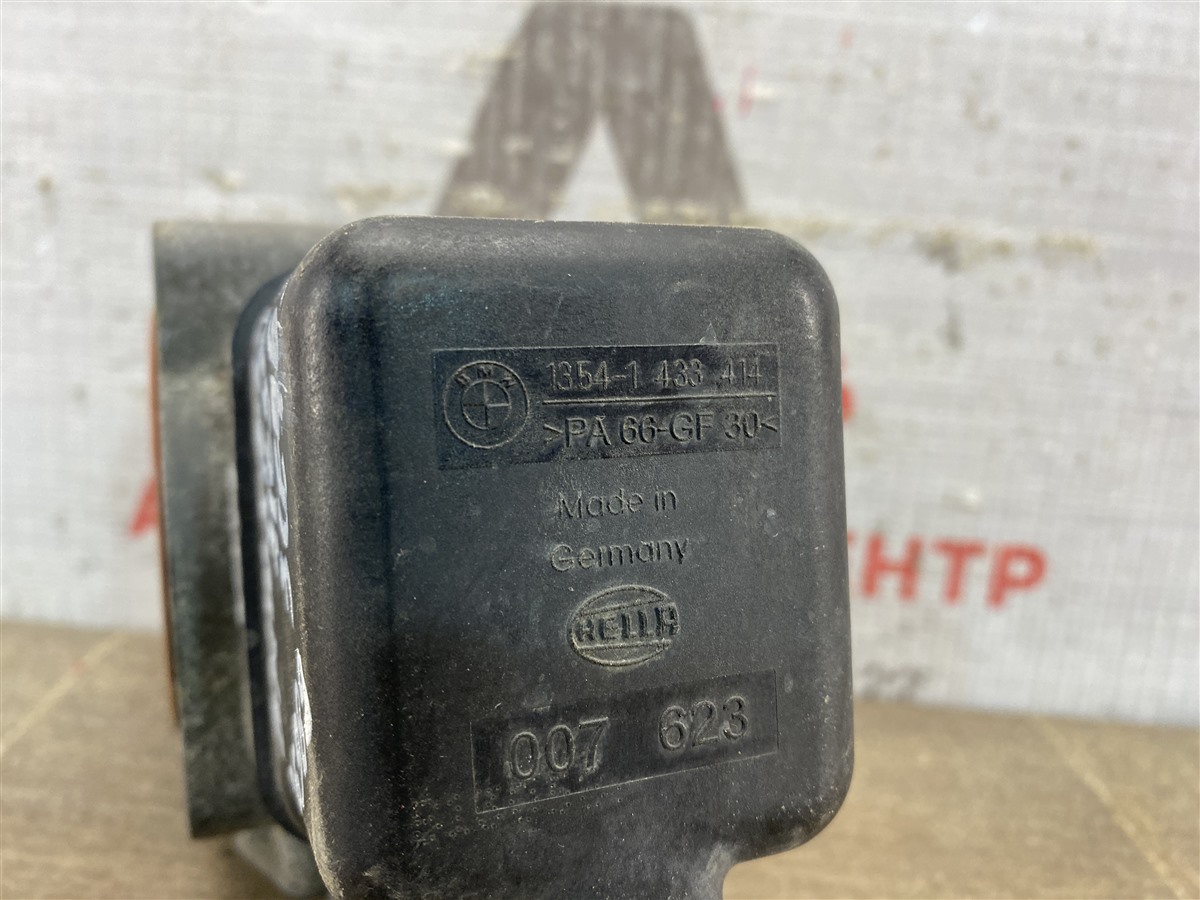 BMW
1354-1 433 414
>PA 66-GF 30<
Made in
Germany
HELLA
007 623
НТР